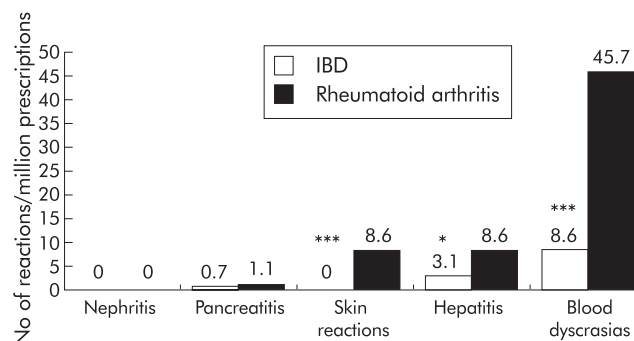 No of reactions/million prescriptions
50
45
40
35
30
25
20
15
10
5
0
IBD
Rheumatoid arthritis
0 0
0.7 1.1
***
0 8.6
*
3.1 8.6
***
8.6 45.7
Nephritis
Pancreatitis
Skin
reactions
Hepatitis
Blood
dyscrasias